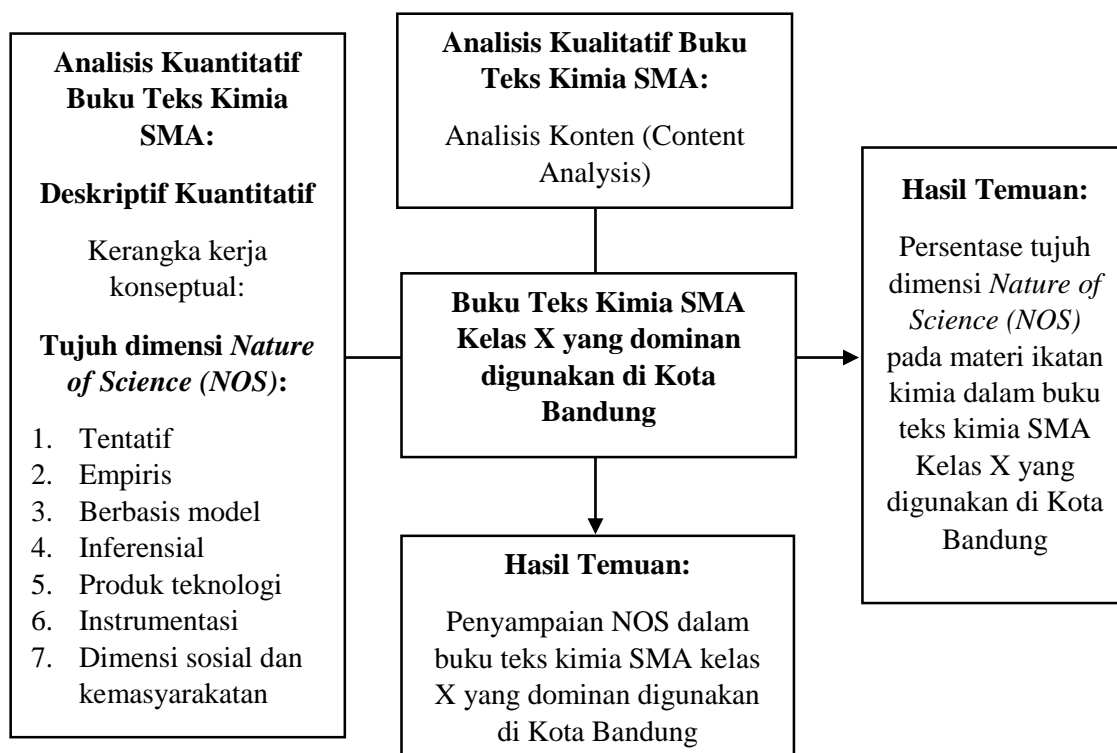 Analisis Kuantitatif
Buku Teks Kimia
SMA:
Deskriptif Kuantitatif
Kerangka kerja
konseptual:
Tujuh dimensi Nature
of Science (NOS):
1. Tentatif
2. Empiris
3. Berbasis model
4. Inferensial
5. Produk teknologi
6. Instrumentasi
7. Dimensi sosial dan
kemasyarakatan
Analisis Kualitatif Buku
Teks Kimia SMA:
Analisis Konten (Content
Analysis)
Buku Teks Kimia SMA
Kelas X yang dominan
digunakan di Kota
Bandung
Hasil Temuan:
Penyampaian NOS dalam
buku teks kimia SMA kelas
X yang dominan digunakan
di Kota Bandung
Hasil Temuan:
Persentase tujuh
dimensi Nature of
Science (NOS)
pada materi ikatan
kimia dalam buku
teks kimia SMA
Kelas X yang
digunakan di Kota
Bandung